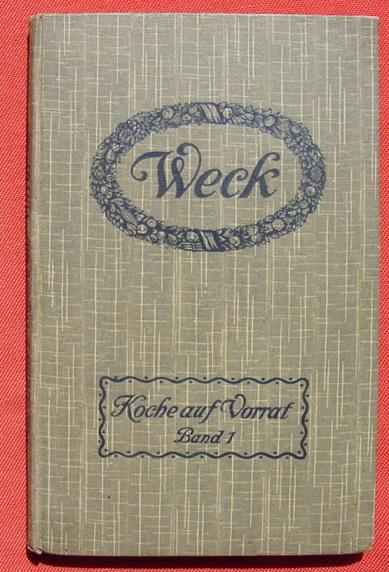 Weck
Koche auf Vorrat
Band 1